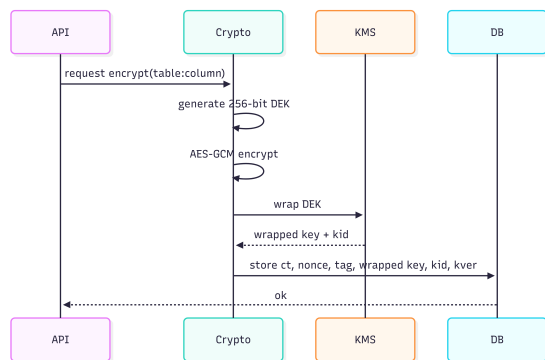 API Crypto KMS DB
request encrypt(table:column)
generate 256-bit DEK
AES-GCM encrypt
wrap DEK
wrapped key + kid
store ct, nonce, tag, wrapped key, kid, kver
ok
API Crypto KMS DB